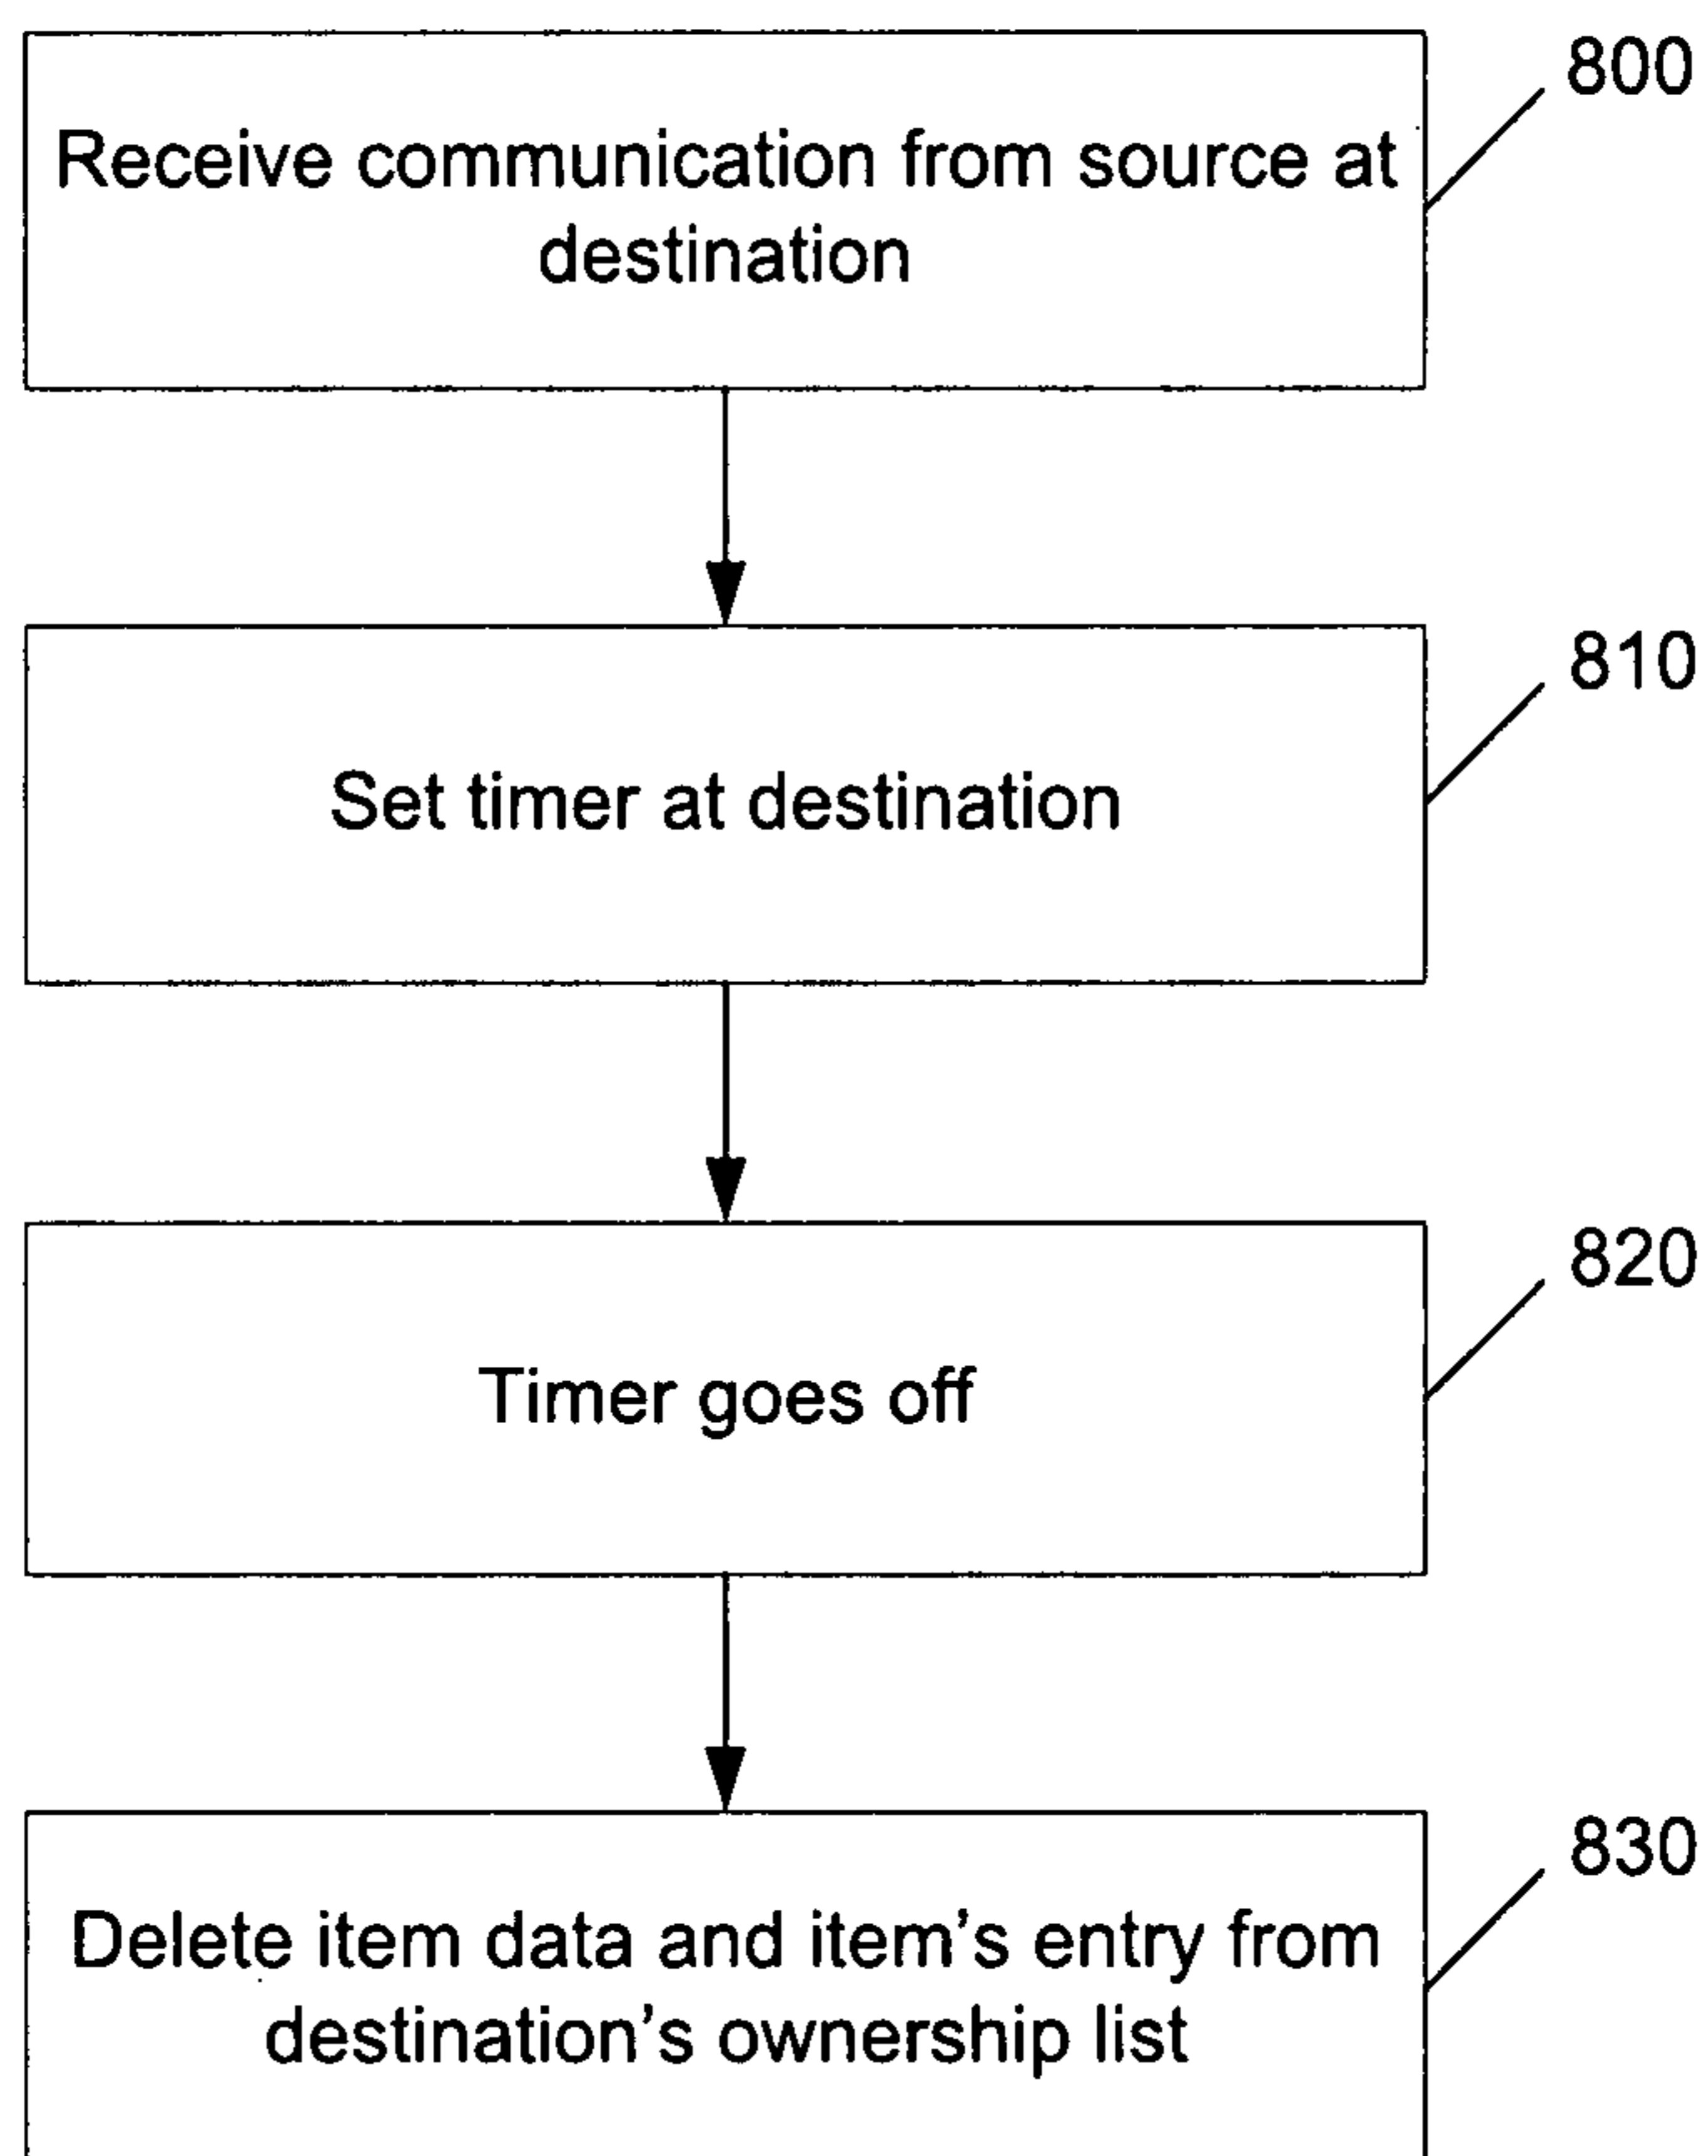 800
Receive communication from source at
destination
810
Set timer at destination
820
Timer goes off
830
Delete item data and item's entry from
destination's ownership list